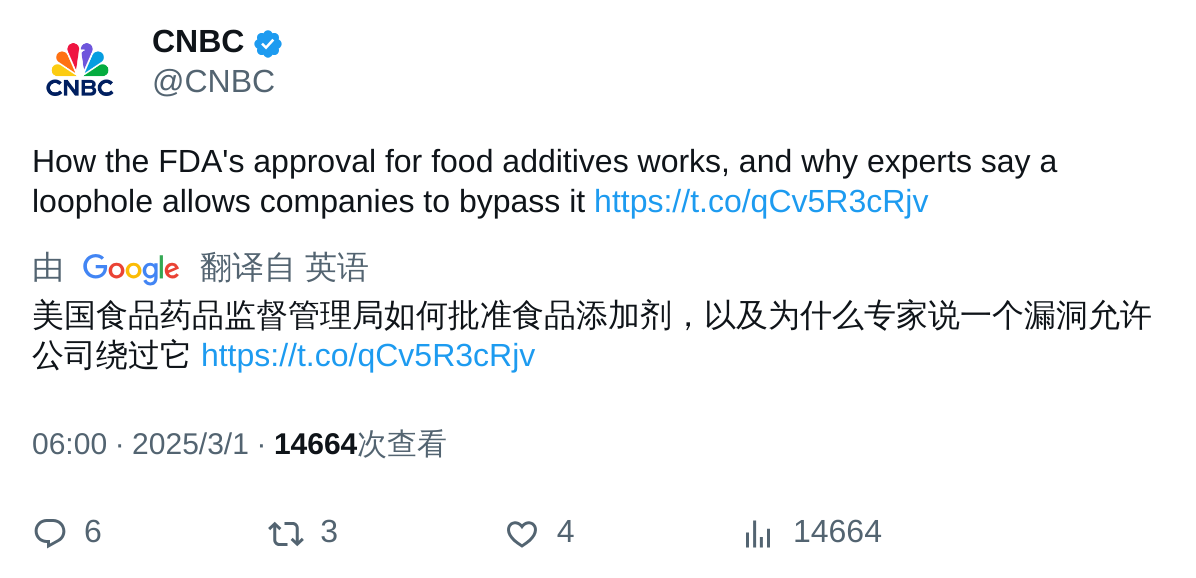 CNBC
CNBC
@CNBC
How the FDA's approval for food additives works, and why experts say a
loophole allows companies to bypass it https://t.co/qCv5R3cRjv
由 Google 翻译自 英语
美国食品药品监督管理局如何批准食品添加剂，以及为什么专家说一个漏洞允许
公司绕过它 https://t.co/qCv5R3cRjv
06:00 · 2025/3/1 · 14664次查看
6 3 4 14664